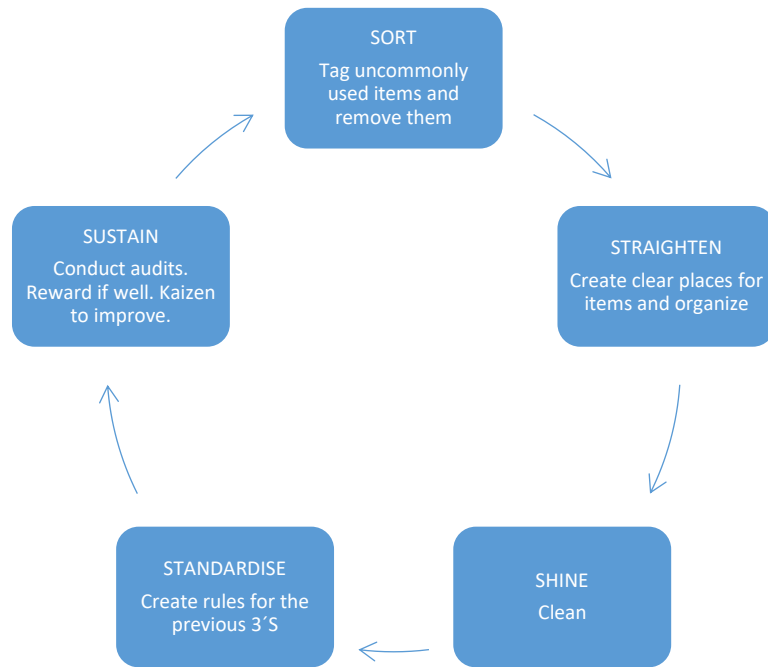 SORT
Tag uncommonly
used items and
remove them
STRAIGHTEN
Create clear places for
items and organize
SHINE
Clean
STANDARDISE
Create rules for the
previous 3´S
SUSTAIN
Conduct audits.
Reward if well. Kaizen
to improve.